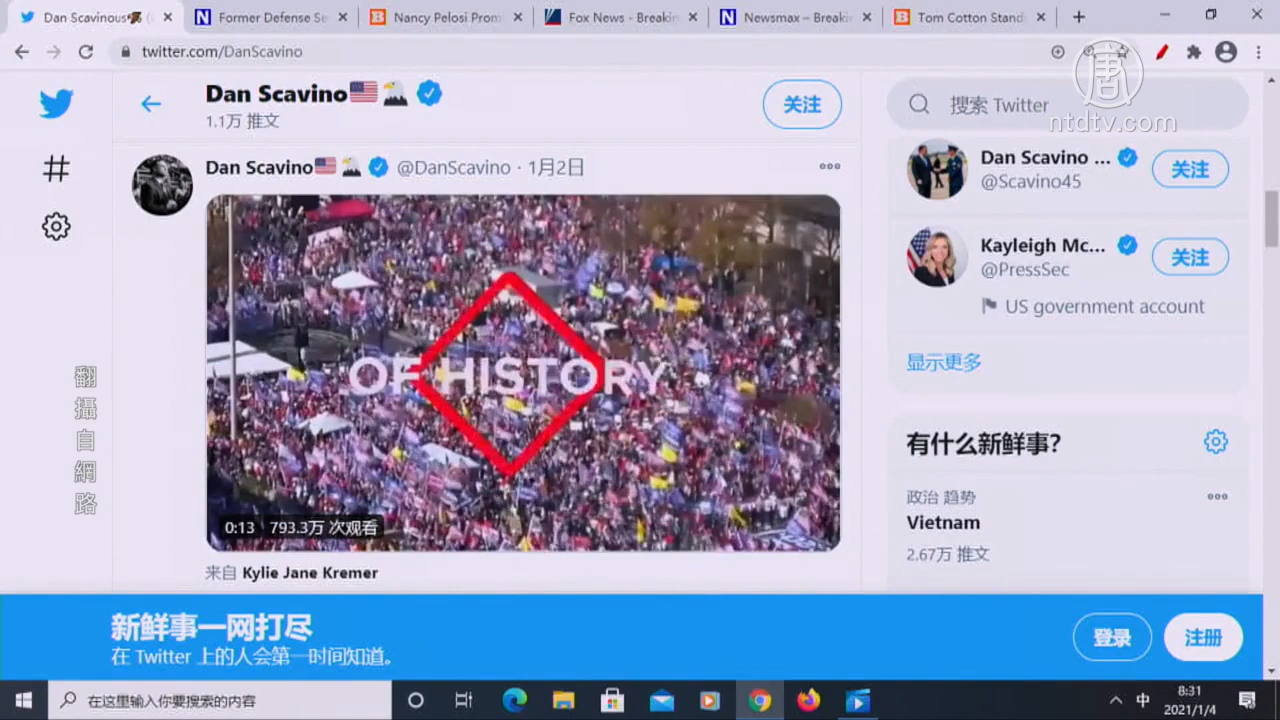 Dan Scavinous
Former Defense Se
Nancy Pelosi Prom
Fox News - Breakin
Newsmax – Breaki
Tom Cotton Stand
twitter.com/DanScavino
唐
ntdtv.com
Dan Scavino
1.1万 推文
关注
搜索 Twitter
Dan Scavino @DanScavino · 1月2日
OF HISTORY
0:13 793.3万 次观看
来自 Kylie Jane Kremer
Dan Scavino ...
@Scavino45
关注
Kayleigh Mc...
@PressSec
关注
US government account
显示更多
有什么新鲜事?
政治 趋势
Vietnam
2.67万 推文
翻攝自網路
新鲜事一网打尽
在 Twitter 上的人会第一时间知道。
登录
注册
在这里输入你要搜索的内容
中
8:31
2021/1/4